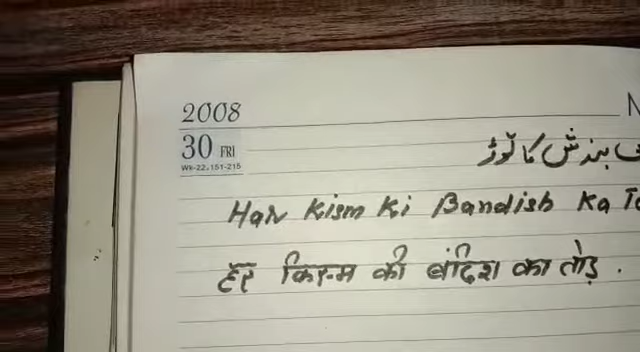 2008
30 FRI
Wk-22, 151-215
بندش کا توڑ
Har Kism Ki Bandish Ka
हर किस्म की बंदिश का तोड़ .